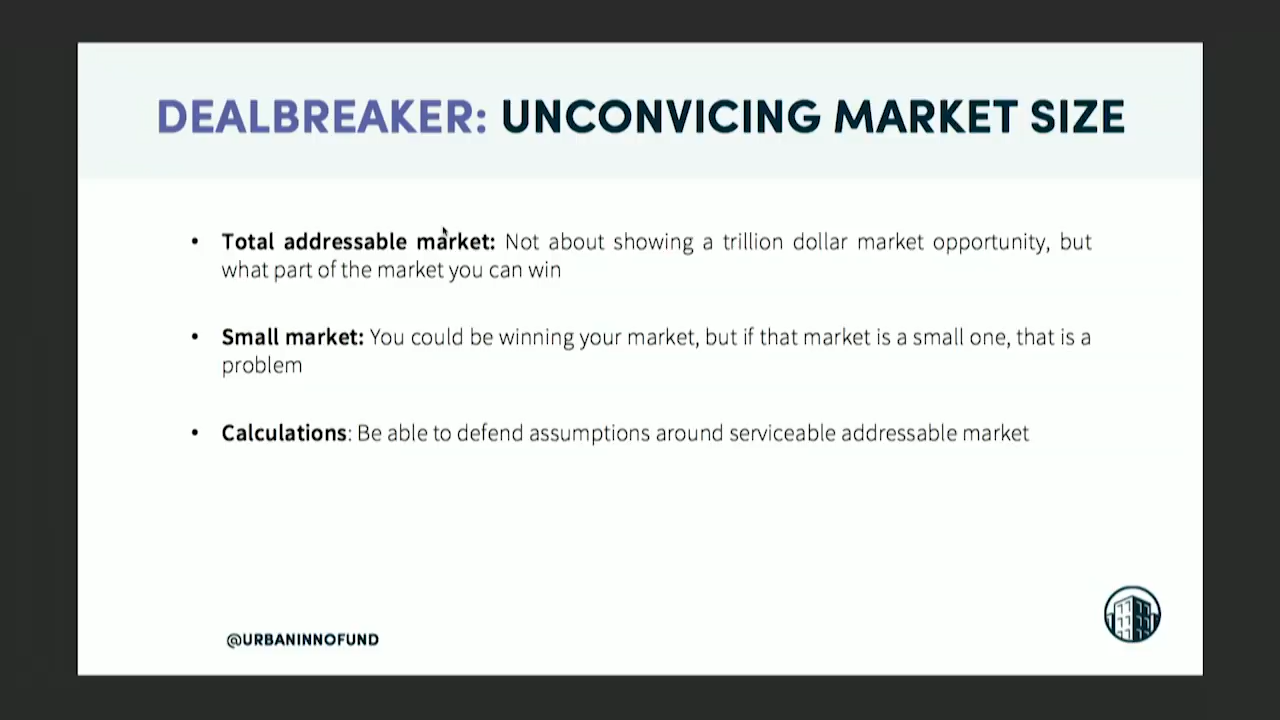 DEALBREAKER: UNCONVICING MARKET SIZE
• Total addressable market: Not about showing a trillion dollar market opportunity, but
what part of the market you can win
• Small market: You could be winning your market, but if that market is a small one, that is a
problem
• Calculations: Be able to defend assumptions around serviceable addressable market
@URBANINNOFUND